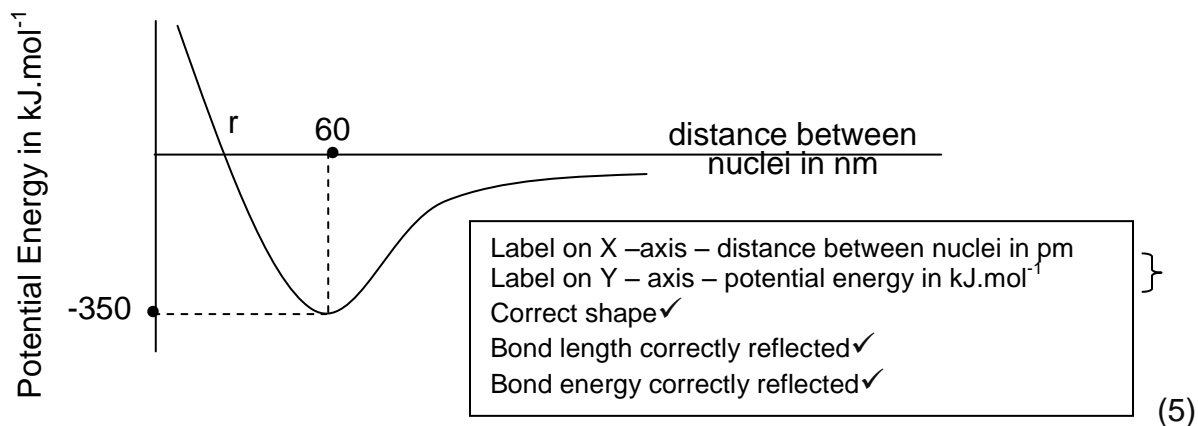 Potential Energy in kJ.mol⁻¹
r
60
distance between
nuclei in nm
-350
Label on X –axis – distance between nuclei in pm
Label on Y – axis – potential energy in kJ.mol⁻¹
Correct shape✓
Bond length correctly reflected✓
Bond energy correctly reflected✓
}
(5)